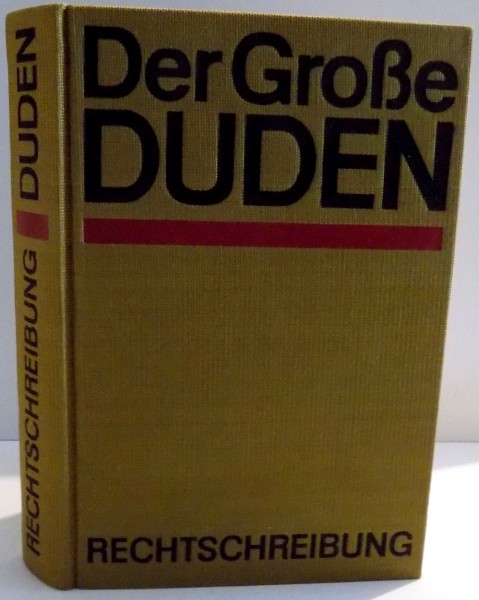 Der Große
DUDEN
RECHTSCHREIBUNG
RECHTSCHREIBUNG DUDEN